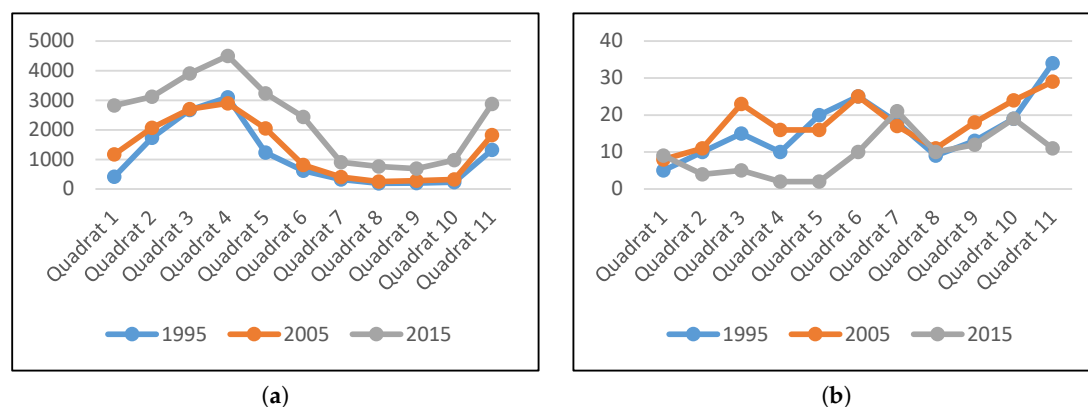 5000
4000
3000
2000
1000
0
Quadrat 1
Quadrat 2
Quadrat 3
Quadrat 4
Quadrat 5
Quadrat 6
Quadrat 7
Quadrat 8
Quadrat 9
Quadrat 10
Quadrat 11
1995 2005 2015
(a)
40
30
20
10
0
Quadrat 1
Quadrat 2
Quadrat 3
Quadrat 4
Quadrat 5
Quadrat 6
Quadrat 7
Quadrat 8
Quadrat 9
Quadrat 10
Quadrat 11
1995 2005 2015
(b)